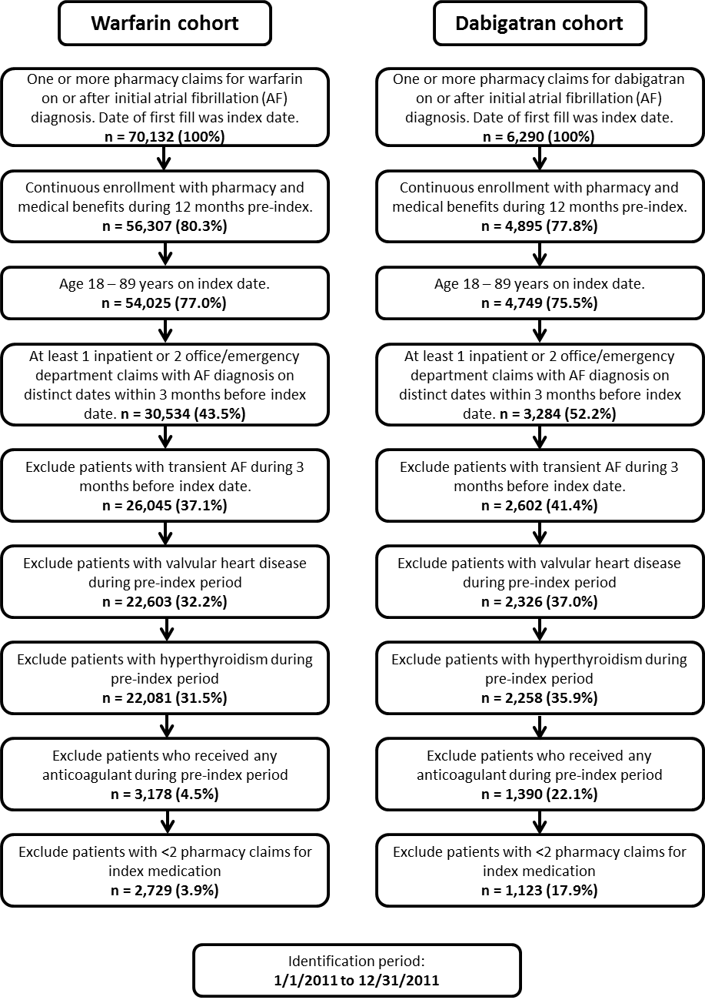 Warfarin cohort
One or more pharmacy claims for warfarin
on or after initial atrial fibrillation (AF)
diagnosis. Date of first fill was index date.
n = 70,132 (100%)
Continuous enrollment with pharmacy and
medical benefits during 12 months pre-index.
n = 56,307 (80.3%)
Age 18 – 89 years on index date.
n = 54,025 (77.0%)
At least 1 inpatient or 2 office/emergency
department claims with AF diagnosis on
distinct dates within 3 months before index
date. n = 30,534 (43.5%)
Exclude patients with transient AF during 3
months before index date.
n = 26,045 (37.1%)
Exclude patients with valvular heart disease
during pre-index period
n = 22,603 (32.2%)
Exclude patients with hyperthyroidism during
pre-index period
n = 22,081 (31.5%)
Exclude patients who received any
anticoagulant during pre-index period
n = 3,178 (4.5%)
Exclude patients with <2 pharmacy claims for
index medication
n = 2,729 (3.9%)
Dabigatran cohort
One or more pharmacy claims for dabigatran
on or after initial atrial fibrillation (AF)
diagnosis. Date of first fill was index date.
n = 6,290 (100%)
Continuous enrollment with pharmacy and
medical benefits during 12 months pre-index.
n = 4,895 (77.8%)
Age 18 – 89 years on index date.
n = 4,749 (75.5%)
At least 1 inpatient or 2 office/emergency
department claims with AF diagnosis on
distinct dates within 3 months before index
date. n = 3,284 (52.2%)
Exclude patients with transient AF during 3
months before index date.
n = 2,602 (41.4%)
Exclude patients with valvular heart disease
during pre-index period
n = 2,326 (37.0%)
Exclude patients with hyperthyroidism during
pre-index period
n = 2,258 (35.9%)
Exclude patients who received any
anticoagulant during pre-index period
n = 1,390 (22.1%)
Exclude patients with <2 pharmacy claims for
index medication
n = 1,123 (17.9%)
Identification period:
1/1/2011 to 12/31/2011